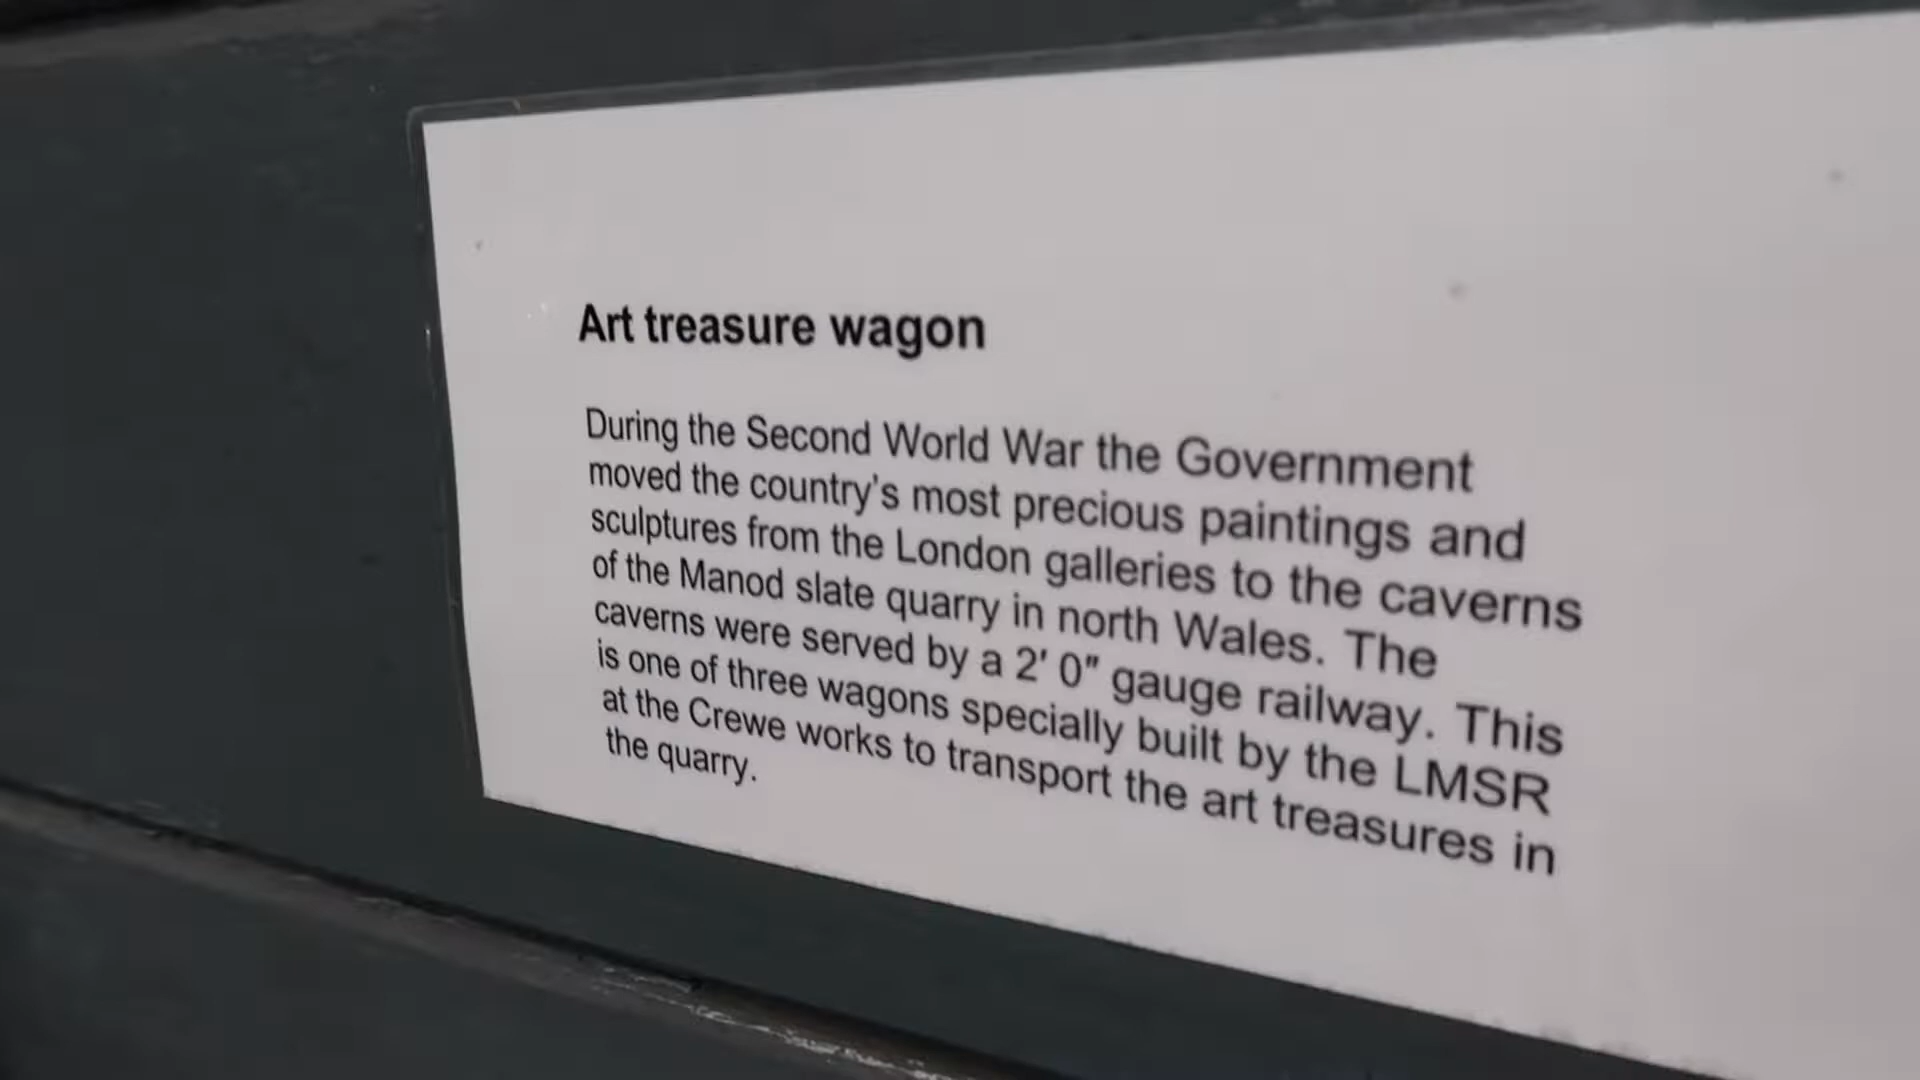 Art treasure wagon
During the Second World War the Government
moved the country's most precious paintings and
sculptures from the London galleries to the caverns
of the Manod slate quarry in north Wales. The
caverns were served by a 2′ 0″ gauge railway. This
is one of three wagons specially built by the LMSR
at the Crewe works to transport the art treasures in
the quarry.